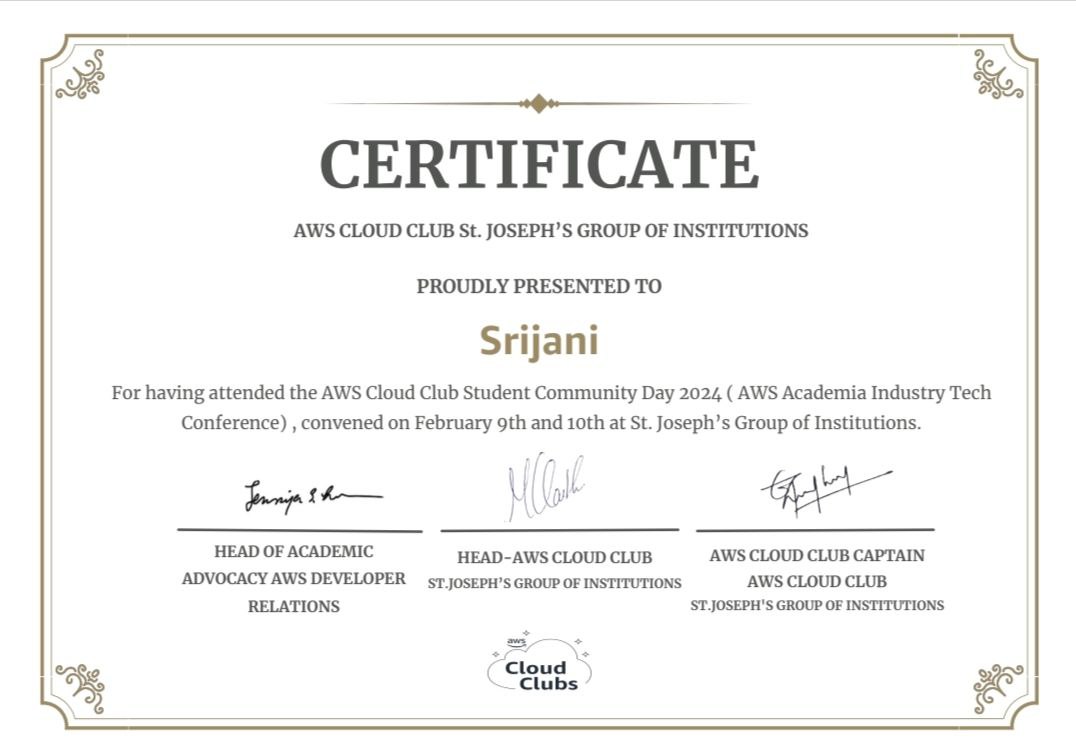 CERTIFICATE
AWS CLOUD CLUB St. JOSEPH’S GROUP OF INSTITUTIONS
PROUDLY PRESENTED TO
Srijani
For having attended the AWS Cloud Club Student Community Day 2024 ( AWS Academia Industry Tech
Conference) , convened on February 9th and 10th at St. Joseph’s Group of Institutions.
HEAD OF ACADEMIC
ADVOCACY AWS DEVELOPER
RELATIONS
HEAD-AWS CLOUD CLUB
ST.JOSEPH’S GROUP OF INSTITUTIONS
AWS CLOUD CLUB CAPTAIN
AWS CLOUD CLUB
ST.JOSEPH'S GROUP OF INSTITUTIONS
aws
Cloud
Clubs